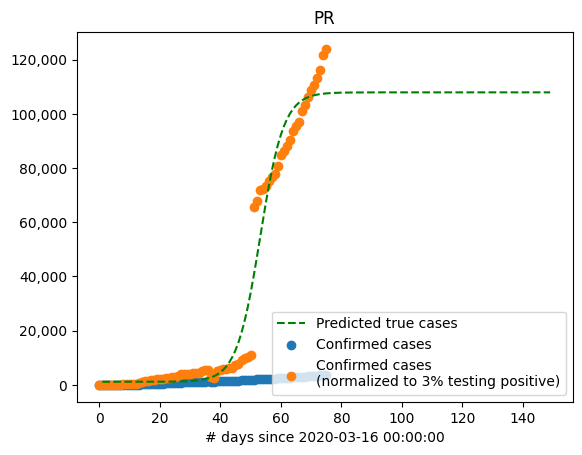 PR
120,000
100,000
80,000
60,000
40,000
20,000
0
Predicted true cases
Confirmed cases
Confirmed cases
(normalized to 3% testing positive)
0 20 40 60 80 100 120 140
# days since 2020-03-16 00:00:00